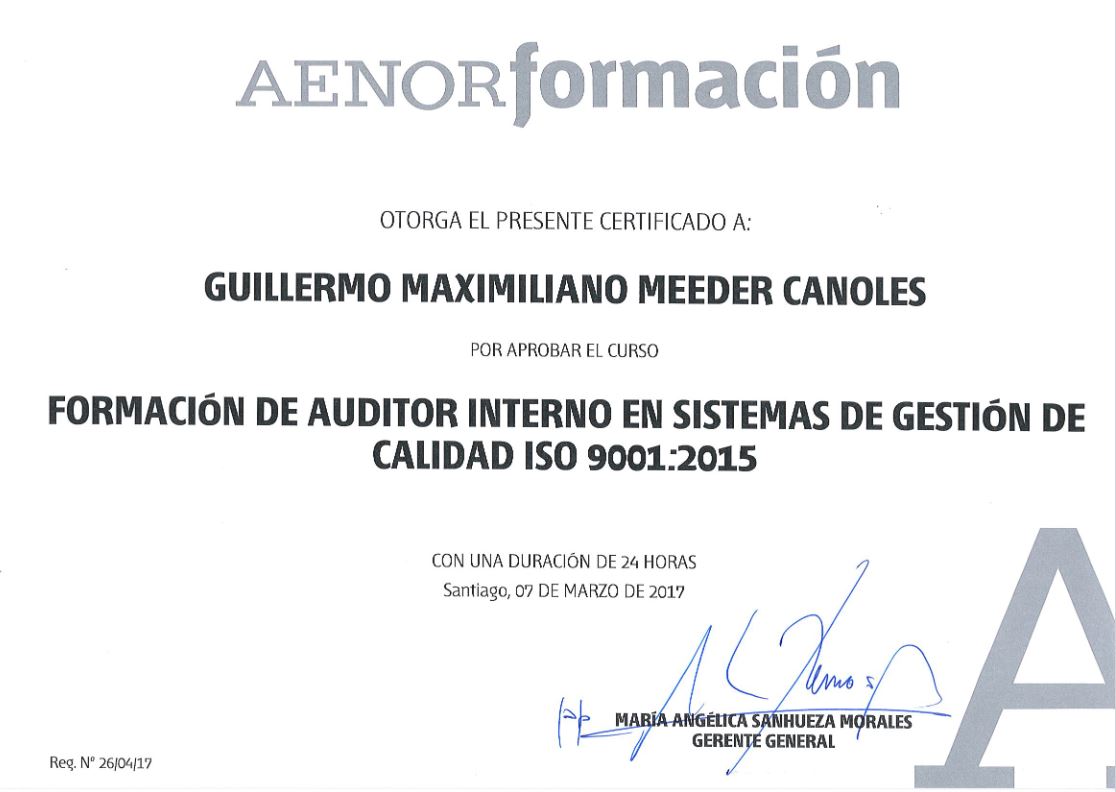 AENORformación
OTORGA EL PRESENTE CERTIFICADO A:
GUILLERMO MAXIMILIANO MEEDER CANOLES
POR APROBAR EL CURSO
FORMACIÓN DE AUDITOR INTERNO EN SISTEMAS DE GESTIÓN DE
CALIDAD ISO 9001:2015
CON UNA DURACIÓN DE 24 HORAS
Santiago, 07 DE MARZO DE 2017
MARÍA ANGÉLICA SANHUEZA MORALES
GERENTE GENERAL
Reg. N° 26/04/17
A